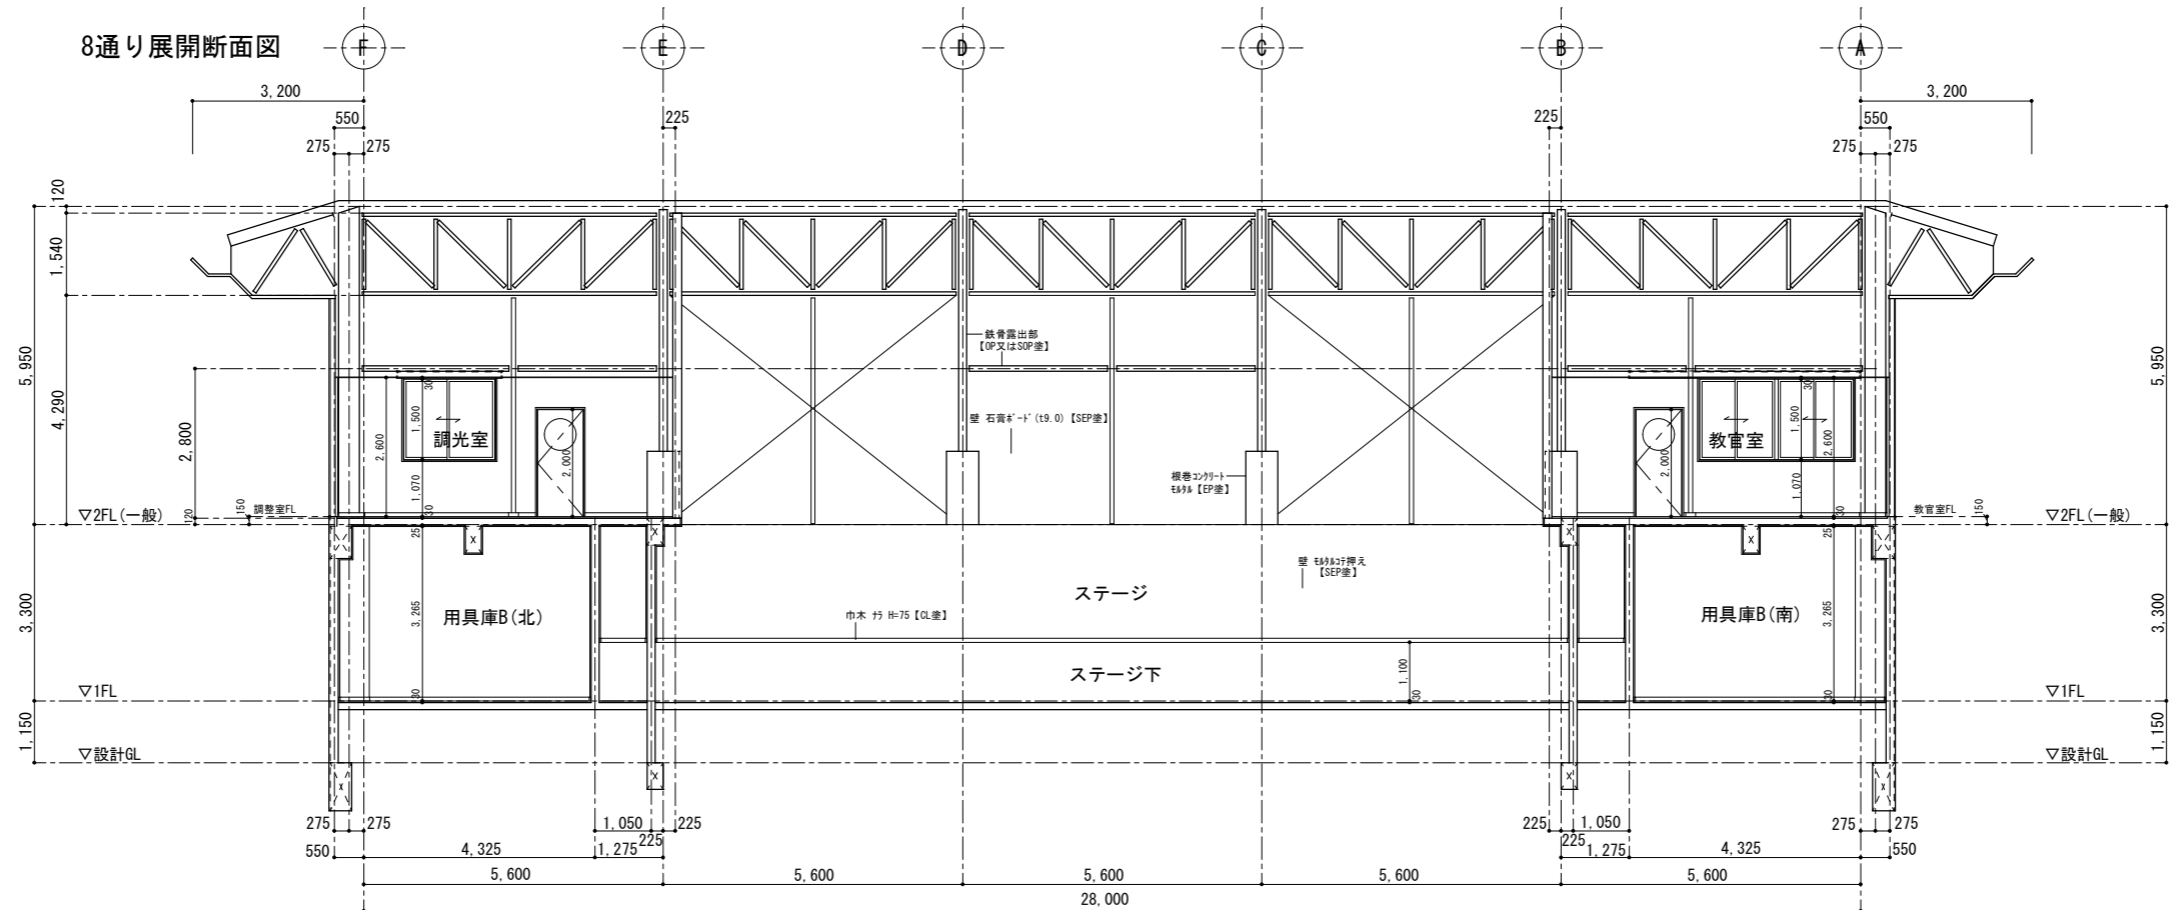 8通り展開断面図
F
E
D
C
B
A
3,200
3,200
550
225
225
550
275
275
275
275
120
1,540
5,950
4,290
2,800
5,950
鉄骨露出部
【OP又はSOP塗】
壁 石膏ボード(t9.0)【SEP塗】
根巻コンクリート
モルタル【EP塗】
調光室
30
1,500
2,600
1,070
30
2,000
教官室
30
1,500
2,600
1,070
30
2,000
▽2FL(一般)
120
150
調整室FL
教官室FL
150
▽2FL(一般)
25
25
壁 モルタルコテ押え
【SEP塗】
ステージ
用具庫B(北)
3,265
巾木 ナラ H=75【CL塗】
用具庫B(南)
3,265
3,300
3,300
ステージ下
1,100
30
30
30
▽1FL
▽1FL
1,150
1,150
▽設計GL
▽設計GL
275
275
1,050
225
225
225
225
1,050
275
275
550
4,325
1,275
1,275
4,325
550
5,600
5,600
5,600
5,600
5,600
28,000